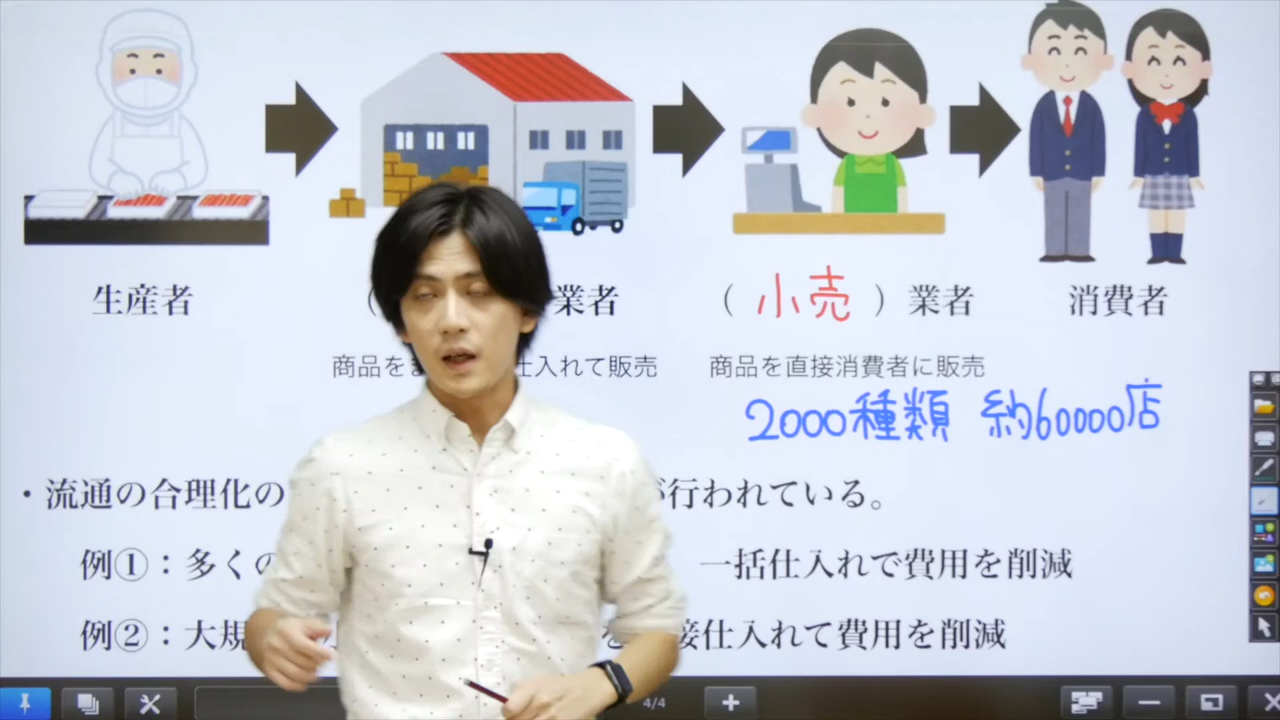 生産者
( 業者
( 小売 ) 業者
消費者
商品をま 仕入れて販売
商品を直接消費者に販売
2000種類 約60000店
・流通の合理化の が行われている。
例①：多くの 一括仕入れで費用を削減
例②：大規 接仕入れて費用を削減
4/4